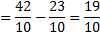 = 42/10 − 23/10 = 19/10